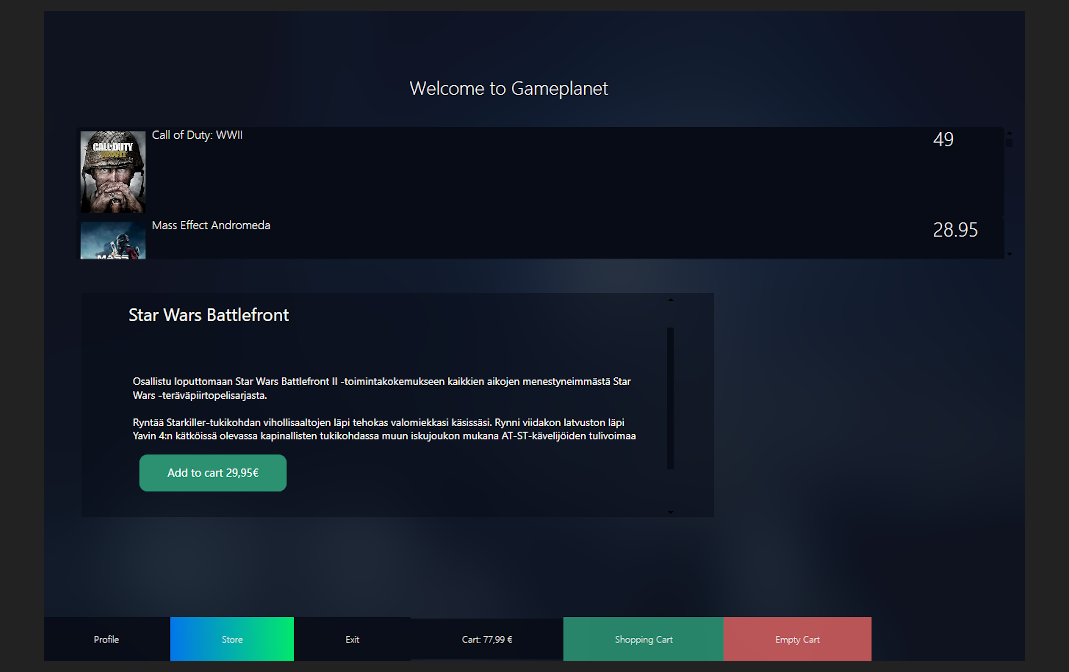 Welcome to Gameplanet
CALL DUTY
Call of Duty: WWII
49
MASS
Mass Effect Andromeda
28.95
Star Wars Battlefront
Osallistu loputtomaan Star Wars Battlefront II -toimintakokemukseen kaikkien aikojen menestyneimmästä Star
Wars -teräväpiirtopelisarjasta.
Ryntää Starkiller-tukikohdan vihollisaaltojen läpi tehokas valomiekkasi käsissäsi. Rynni viidakon latvuston läpi
Yavin 4:n kätköissä olevassa kapinallisten tukikohdassa muun iskujoukon mukana AT-ST-kävelijöiden tulivoimaa
Add to cart 29,95€
Profile
Store
Exit
Cart: 77,99 €
Shopping Cart
Empty Cart